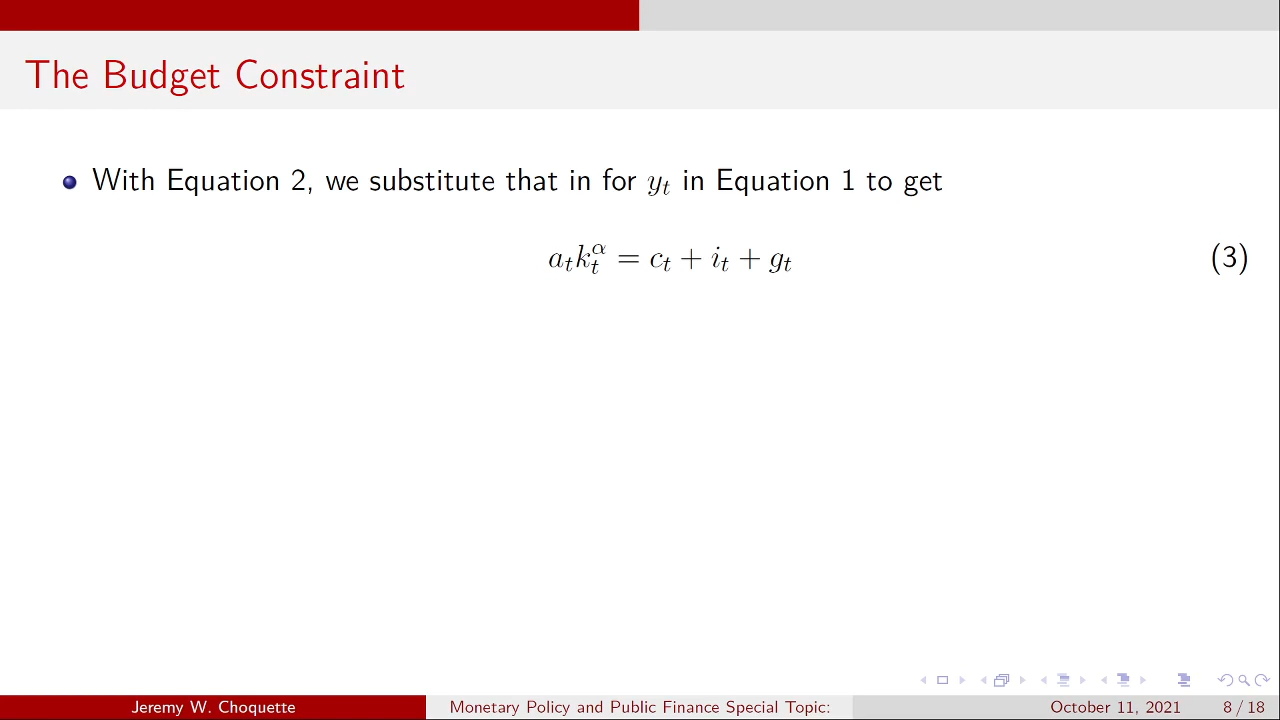 The Budget Constraint
With Equation 2, we substitute that in for $y_t$ in Equation 1 to get
$a_t k_t^{\alpha} = c_t + i_t + g_t$ (3)
Jeremy W. Choquette Monetary Policy and Public Finance Special Topic: October 11, 2021 8 / 18